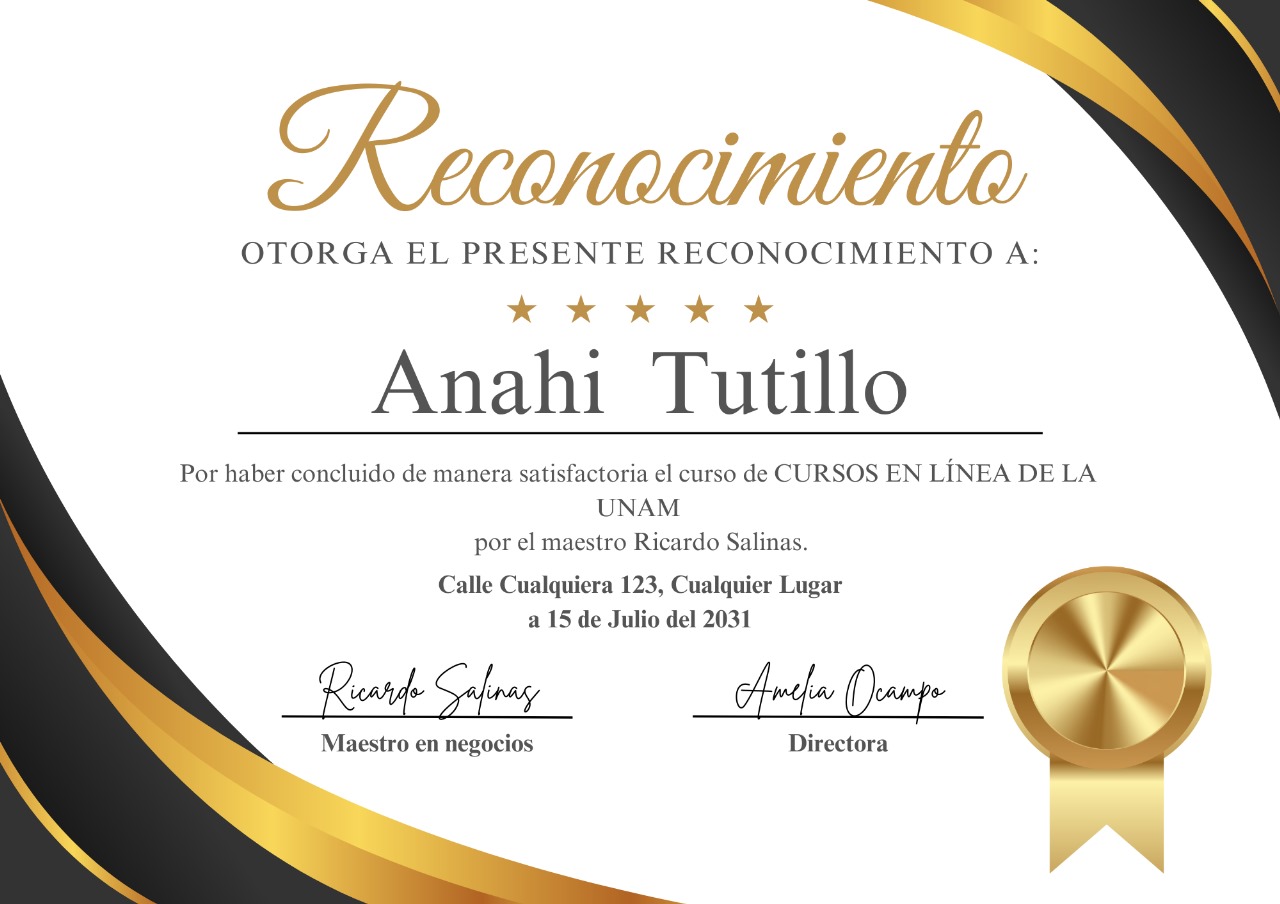 Reconocimiento
OTORGA EL PRESENTE RECONOCIMIENTO A:
Anahi Tutillo
Por haber concluido de manera satisfactoria el curso de CURSOS EN LÍNEA DE LA
UNAM
por el maestro Ricardo Salinas.
Calle Cualquiera 123, Cualquier Lugar
a 15 de Julio del 2031
Ricardo Salinas
Amelia Ocampo
Maestro en negocios
Directora